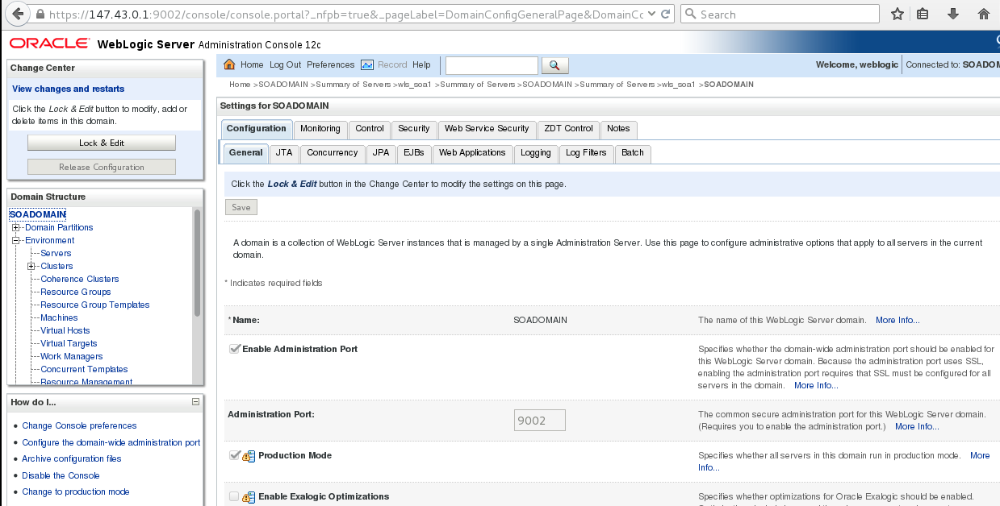 https://147.43.0.1:9002/console/console.portal?_nfpb=true&_pageLabel=DomainConfigGeneralPage&DomainCc
Search
ORACLE WebLogic Server Administration Console 12c
Change Center
View changes and restarts
Click the Lock & Edit button to modify, add or
delete items in this domain.
Lock & Edit
Release Configuration
Domain Structure
SOADOMAIN
Domain Partitions
Environment
Servers
Clusters
Coherence Clusters
Resource Groups
Resource Group Templates
Machines
Virtual Hosts
Virtual Targets
Work Managers
Concurrent Templates
Resource Management
How do I...
Change Console preferences
Configure the domain-wide administration port
Archive configuration files
Disable the Console
Change to production mode
Home Log Out Preferences Record Help
Welcome, weblogic Connected to: SOADOM
Home >SOADOMAIN >Summary of Servers >wls_soa1 >Summary of Servers >SOADOMAIN >Summary of Servers >wls_soa1 >SOADOMAIN
Settings for SOADOMAIN
Configuration Monitoring Control Security Web Service Security ZDT Control Notes
General JTA Concurrency JPA EJBs Web Applications Logging Log Filters Batch
Click the Lock & Edit button in the Change Center to modify the settings on this page.
Save
A domain is a collection of WebLogic Server instances that is managed by a single Administration Server. Use this page to configure administrative options that apply to all servers in the current
domain.
* Indicates required fields
* Name: SOADOMAIN The name of this WebLogic Server domain. More Info...
Enable Administration Port
Specifies whether the domain-wide administration port should be enabled for
this WebLogic Server domain. Because the administration port uses SSL,
enabling the administration port requires that SSL must be configured for all
servers in the domain. More Info...
Administration Port: 9002
The common secure administration port for this WebLogic Server domain.
(Requires you to enable the administration port.) More Info...
Production Mode
Specifies whether all servers in this domain run in production mode. More
Info...
Enable Exalogic Optimizations
Specifies whether optimizations for Oracle Exalogic should be enabled.